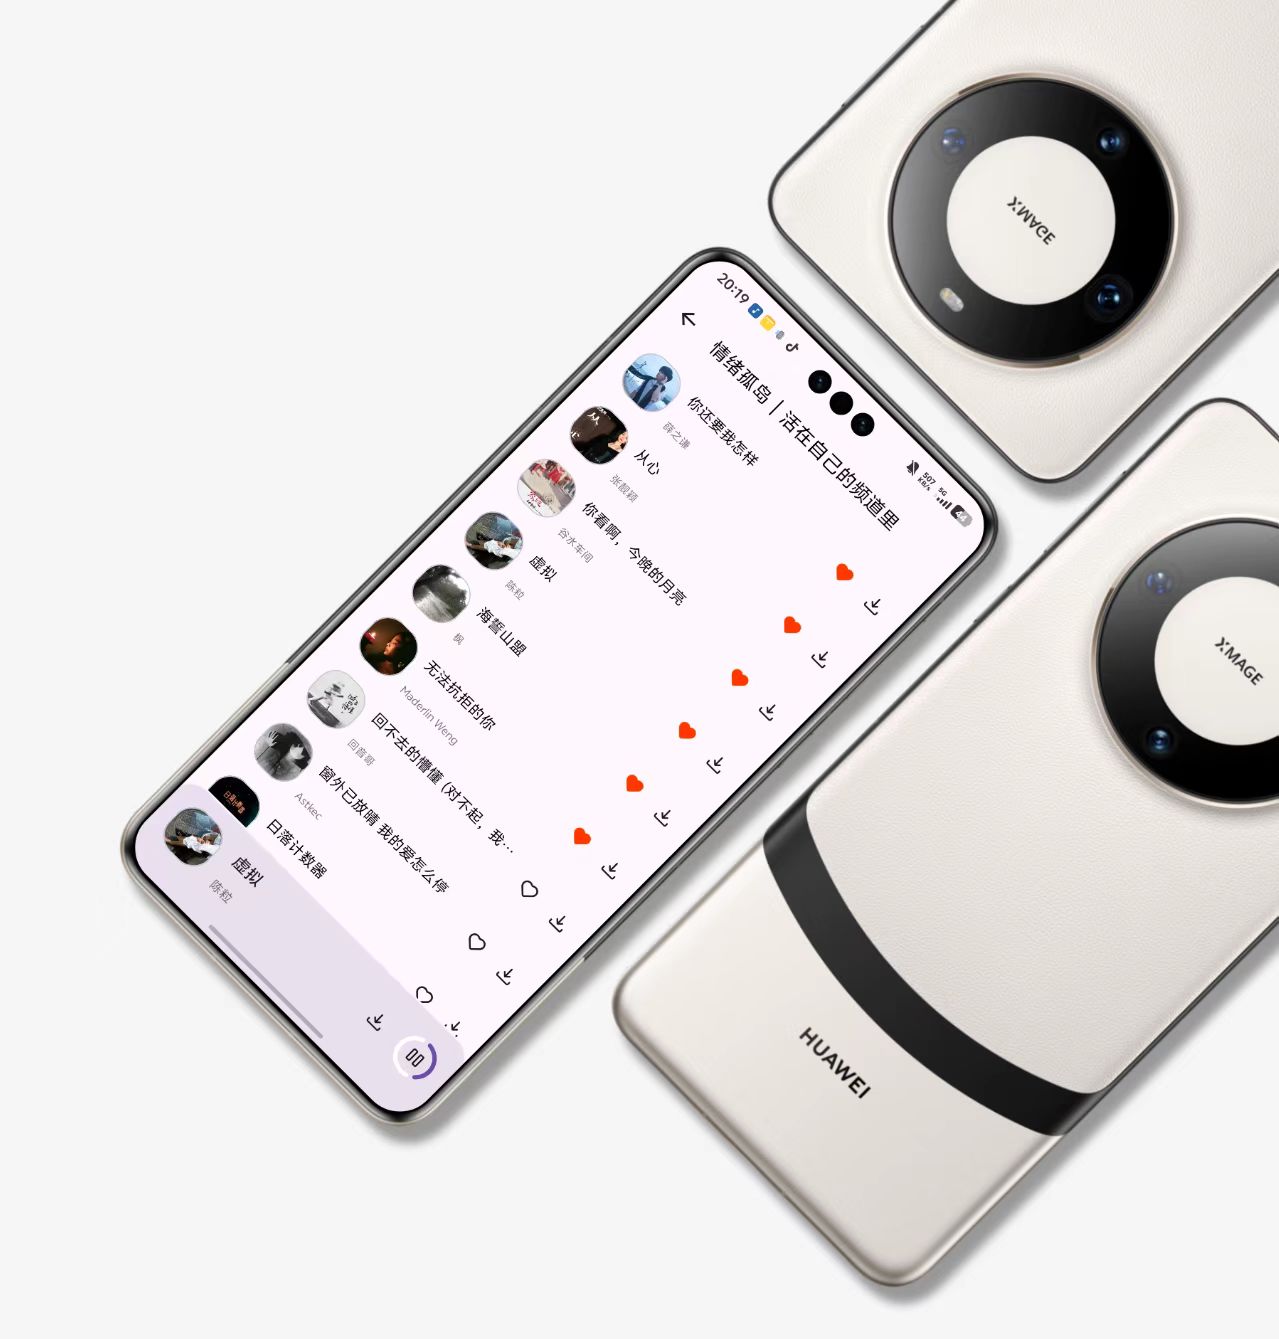 20:19
507 KB/s 5G 44
情绪孤岛 | 活在自己的频道里
你还要我怎样
薛之谦
从心
张靓颖
你看啊，今晚的月亮
谷水车间
虚拟
陈粒
海誓山盟
枫
无法抗拒的你
Maderlin Weng
回不去的懵懂 (对不起，我…
回音哥
窗外已放晴 我的爱怎么停
Astkec
日落计数器
虚拟
陈粒
XMAGE
XMAGE
HUAWEI